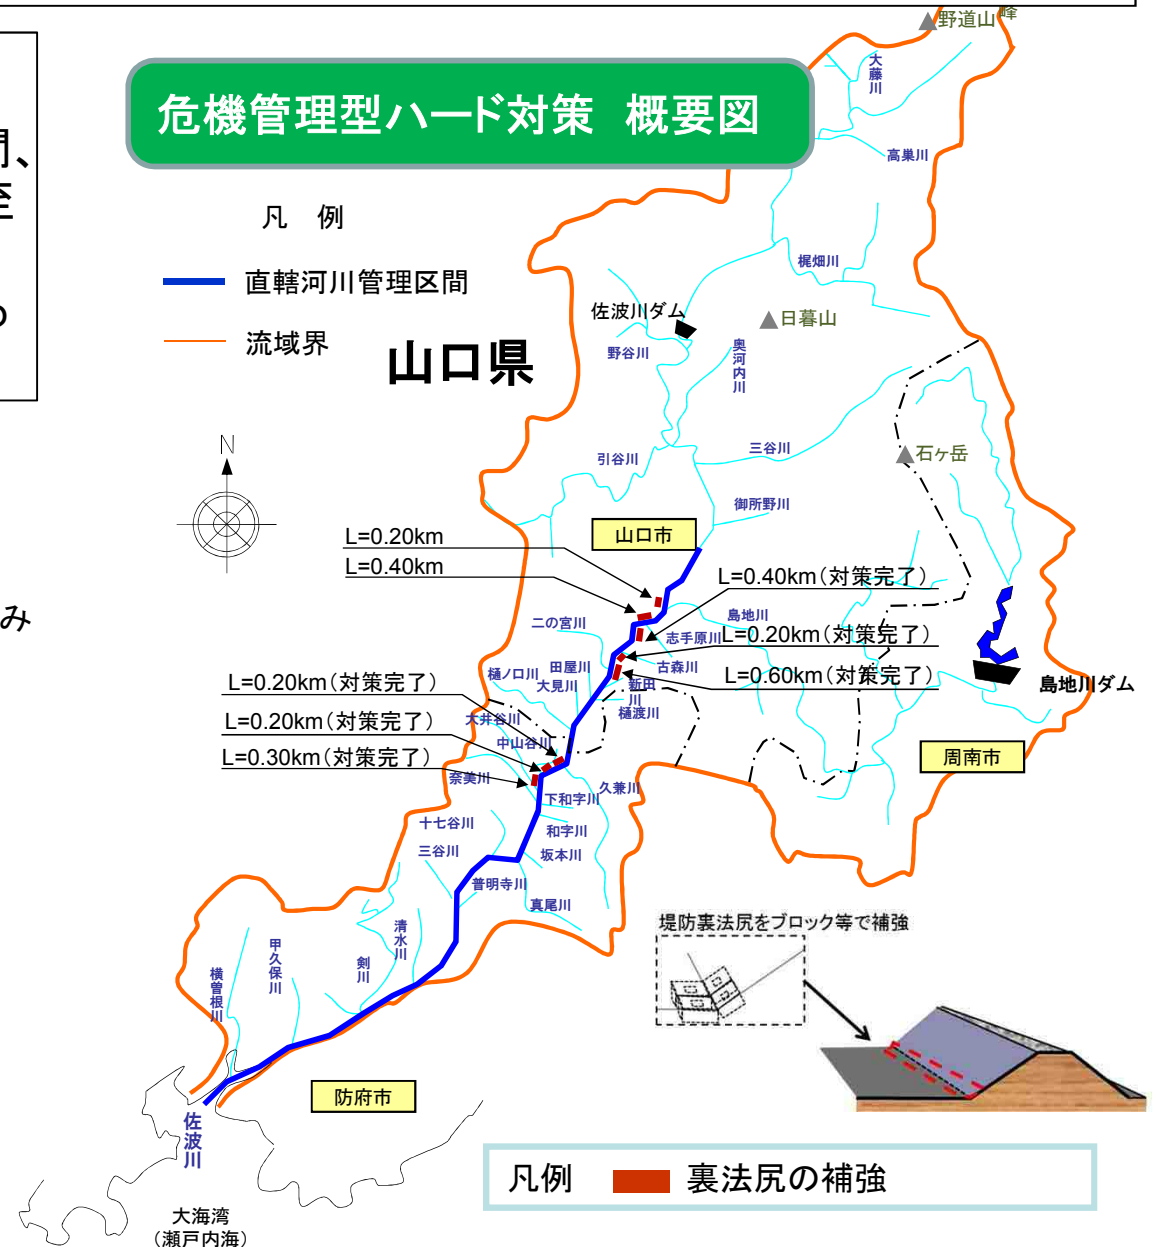 野道山
峰
大藤川
危機管理型ハード対策　概要図
高巣川
凡　例
直轄河川管理区間
流域界
山口県
梶畑川
佐波川ダム
日暮山
野谷川
奥河内川
引谷川
三谷川
石ヶ岳
御所野川
N
山口市
L=0.20km
L=0.40km
L=0.40km(対策完了)
島地川
二の宮川
志手原川
L=0.20km(対策完了)
古森川
L=0.60km(対策完了)
田屋川
樋ノ口川
大見川
新田川
樋渡川
島地川ダム
L=0.20km(対策完了)
大井谷川
L=0.20km(対策完了)
中山谷川
L=0.30km(対策完了)
奈美川
周南市
久兼川
下和字川
十七谷川
和字川
三谷川
坂本川
普明寺川
真尾川
清水川
甲久保川
剣川
横曽根川
堤防裏法尻をブロック等で補強
防府市
佐波川
凡例
裏法尻の補強
大海湾
(瀬戸内海)
間、
至
み